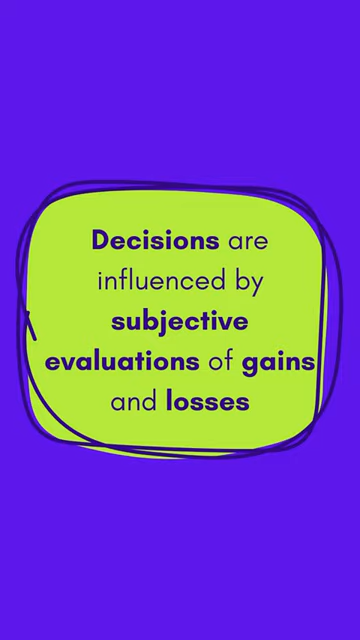 Decisions are
influenced by
subjective
evaluations of gains
and losses